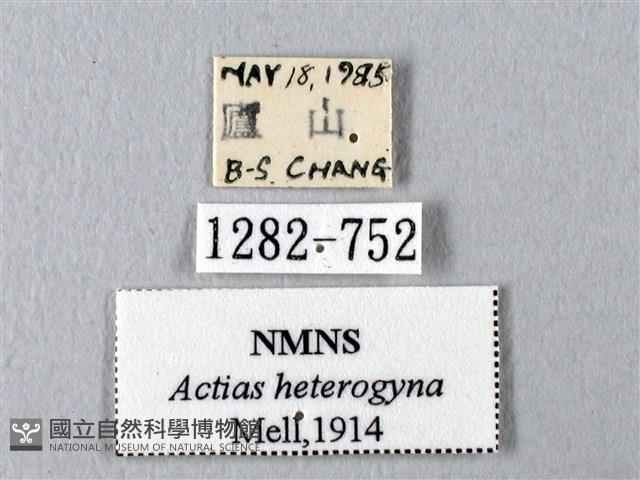 MAY 18, 1985
廬 山
B-S CHANG
1282-752
NMNS
Actias heterogyna
Mell,1914
國立自然科學博物館
NATIONAL MUSEUM OF NATURAL SCIENCE